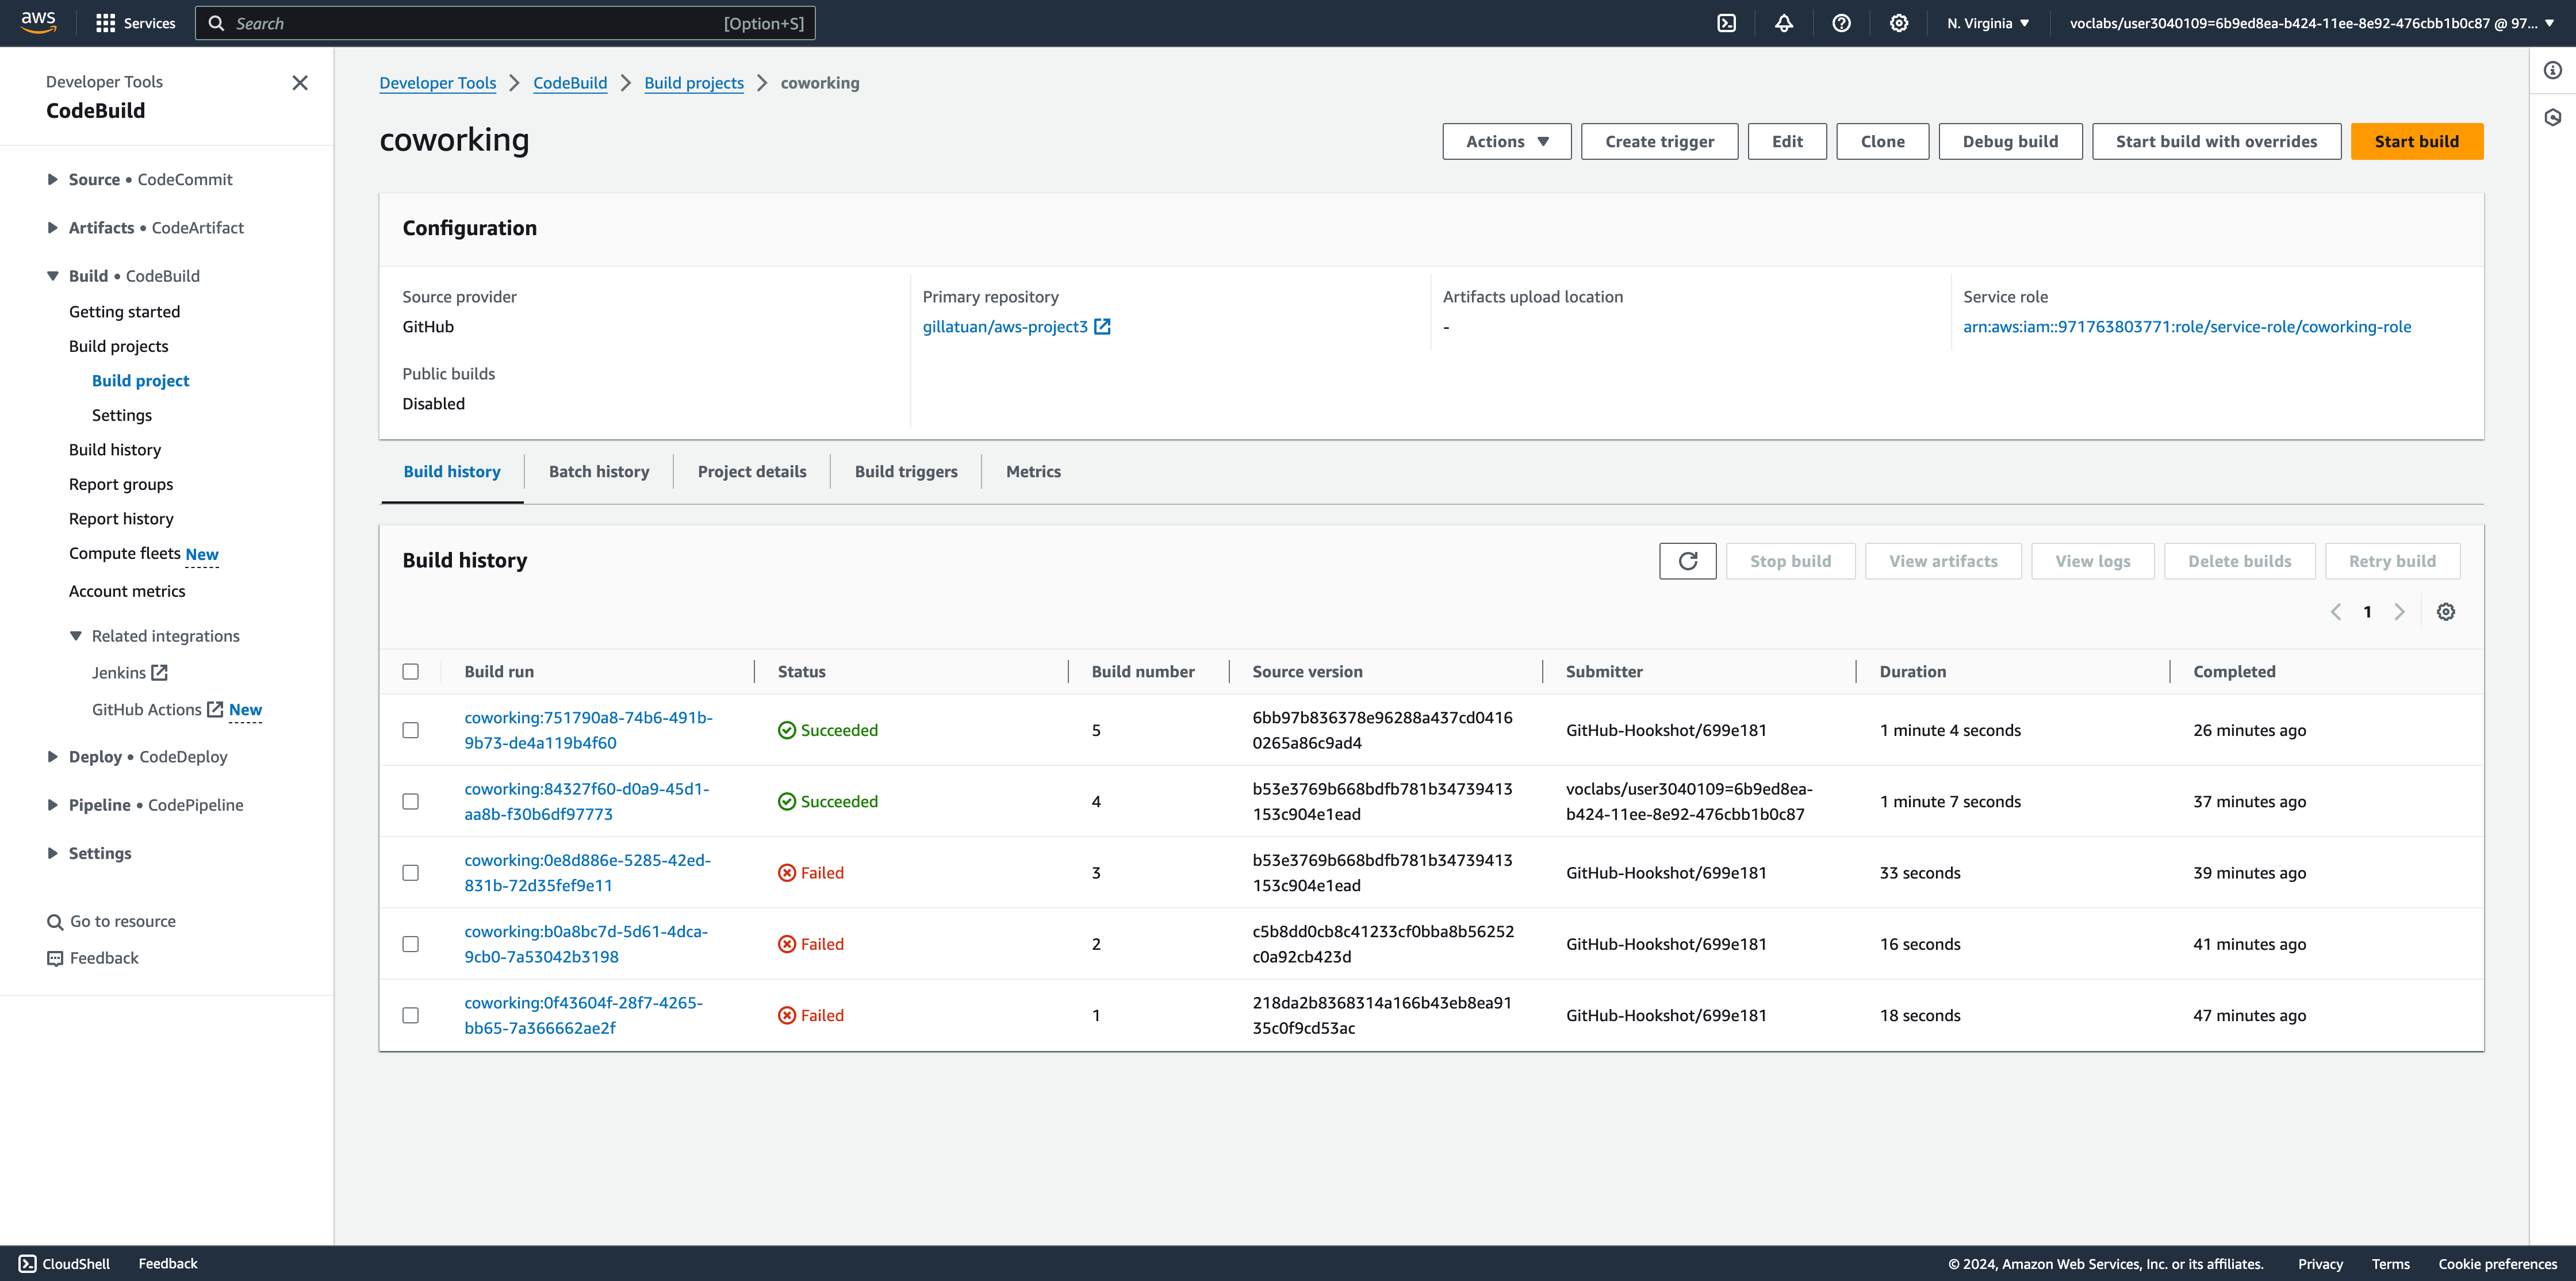 aws
Services
Search [Option+S]
N. Virginia
voclabs/user3040109=6b9ed8ea-b424-11ee-8e92-476cbb1b0c87 @ 97...
Developer Tools
CodeBuild
Source • CodeCommit
Artifacts • CodeArtifact
Build • CodeBuild
Getting started
Build projects
Build project
Settings
Build history
Report groups
Report history
Compute fleets New
Account metrics
Related integrations
Jenkins
GitHub Actions New
Deploy • CodeDeploy
Pipeline • CodePipeline
Settings
Go to resource
Feedback
Developer Tools CodeBuild Build projects coworking
coworking
Actions Create trigger Edit Clone Debug build Start build with overrides Start build
Configuration
Source provider
GitHub
Primary repository
gillatuan/aws-project3
Artifacts upload location
-
Service role
arn:aws:iam::971763803771:role/service-role/coworking-role
Public builds
Disabled
Build history Batch history Project details Build triggers Metrics
Build history
Stop build View artifacts View logs Delete builds Retry build
1
Build run Status Build number Source version Submitter Duration Completed
coworking:751790a8-74b6-491b-
9b73-de4a119b4f60
Succeeded
5
6bb97b836378e96288a437cd0416
0265a86c9ad4
GitHub-Hookshot/699e181
1 minute 4 seconds
26 minutes ago
coworking:84327f60-d0a9-45d1-
aa8b-f30b6df97773
Succeeded
4
b53e3769b668bdfb781b34739413
153c904e1ead
voclabs/user3040109=6b9ed8ea-
b424-11ee-8e92-476cbb1b0c87
1 minute 7 seconds
37 minutes ago
coworking:0e8d886e-5285-42ed-
831b-72d35fef9e11
Failed
3
b53e3769b668bdfb781b34739413
153c904e1ead
GitHub-Hookshot/699e181
33 seconds
39 minutes ago
coworking:b0a8bc7d-5d61-4dca-
9cb0-7a53042b3198
Failed
2
c5b8dd0cb8c41233cf0bba8b56252
c0a92cb423d
GitHub-Hookshot/699e181
16 seconds
41 minutes ago
coworking:0f43604f-28f7-4265-
bb65-7a366662ae2f
Failed
1
218da2b8368314a166b43eb8ea91
35c0f9cd53ac
GitHub-Hookshot/699e181
18 seconds
47 minutes ago
CloudShell Feedback
© 2024, Amazon Web Services, Inc. or its affiliates. Privacy Terms Cookie preferences